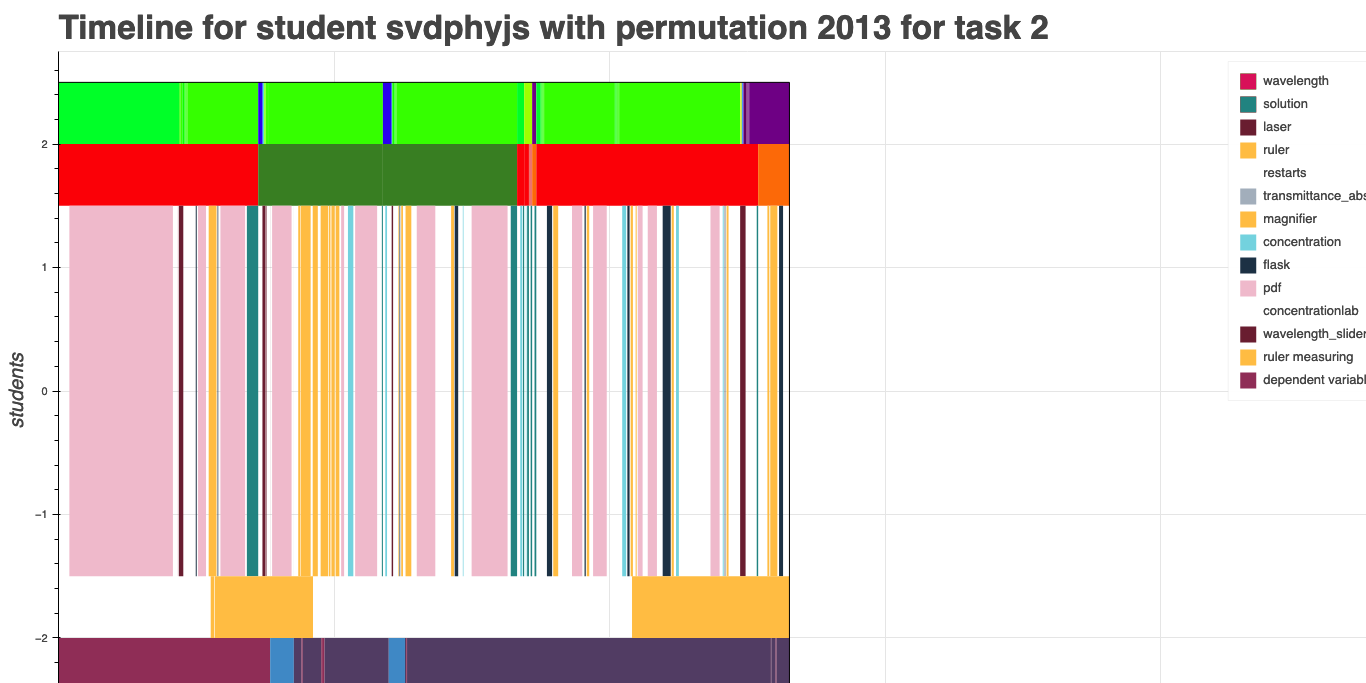 Timeline for student svdphyjs with permutation 2013 for task 2
students
2
1
0
−1
−2
wavelength
solution
laser
ruler
restarts
transmittance_abs
magnifier
concentration
flask
pdf
concentrationlab
wavelength_slider
ruler measuring
dependent variabl